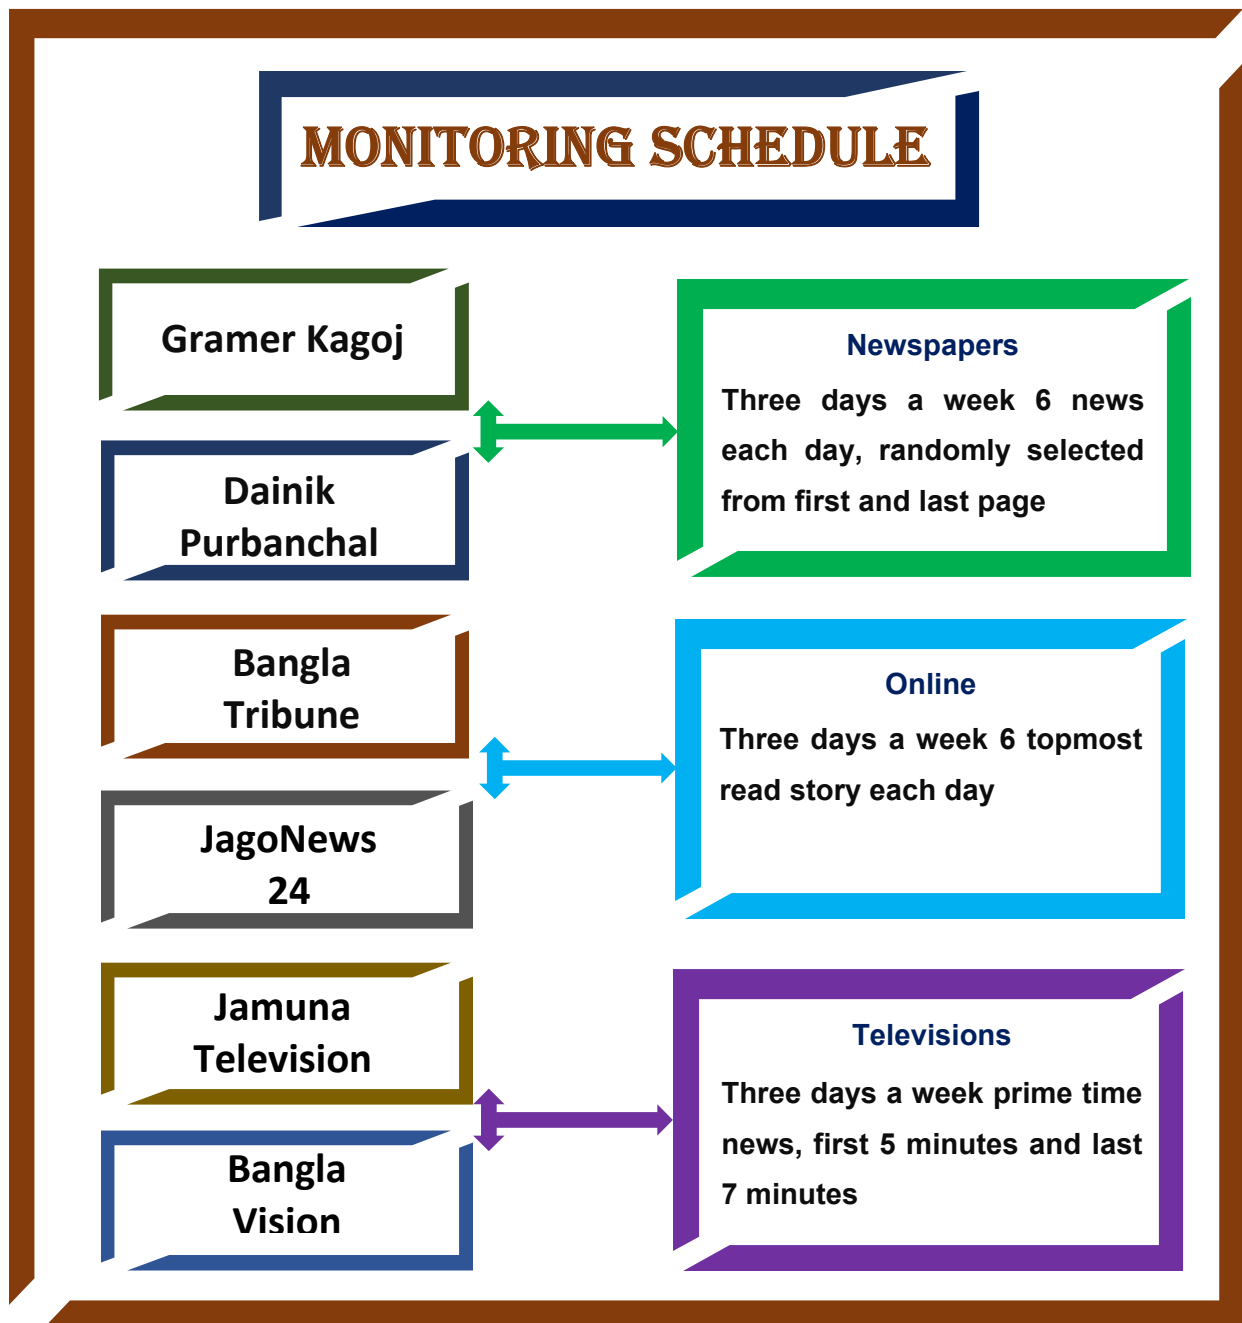 MONITORING SCHEDULE
Gramer Kagoj
Dainik
Purbanchal
Newspapers
Three days a week 6 news
each day, randomly selected
from first and last page
Bangla
Tribune
JagoNews
24
Online
Three days a week 6 topmost
read story each day
Jamuna
Television
Bangla
Vision
Televisions
Three days a week prime time
news, first 5 minutes and last
7 minutes